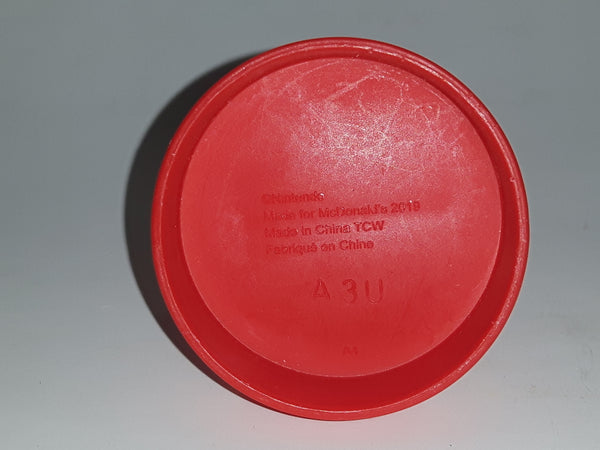 ©Nintendo
Made for McDonald's 2018
Made in China TCW
Fabriqué en Chine
A3U